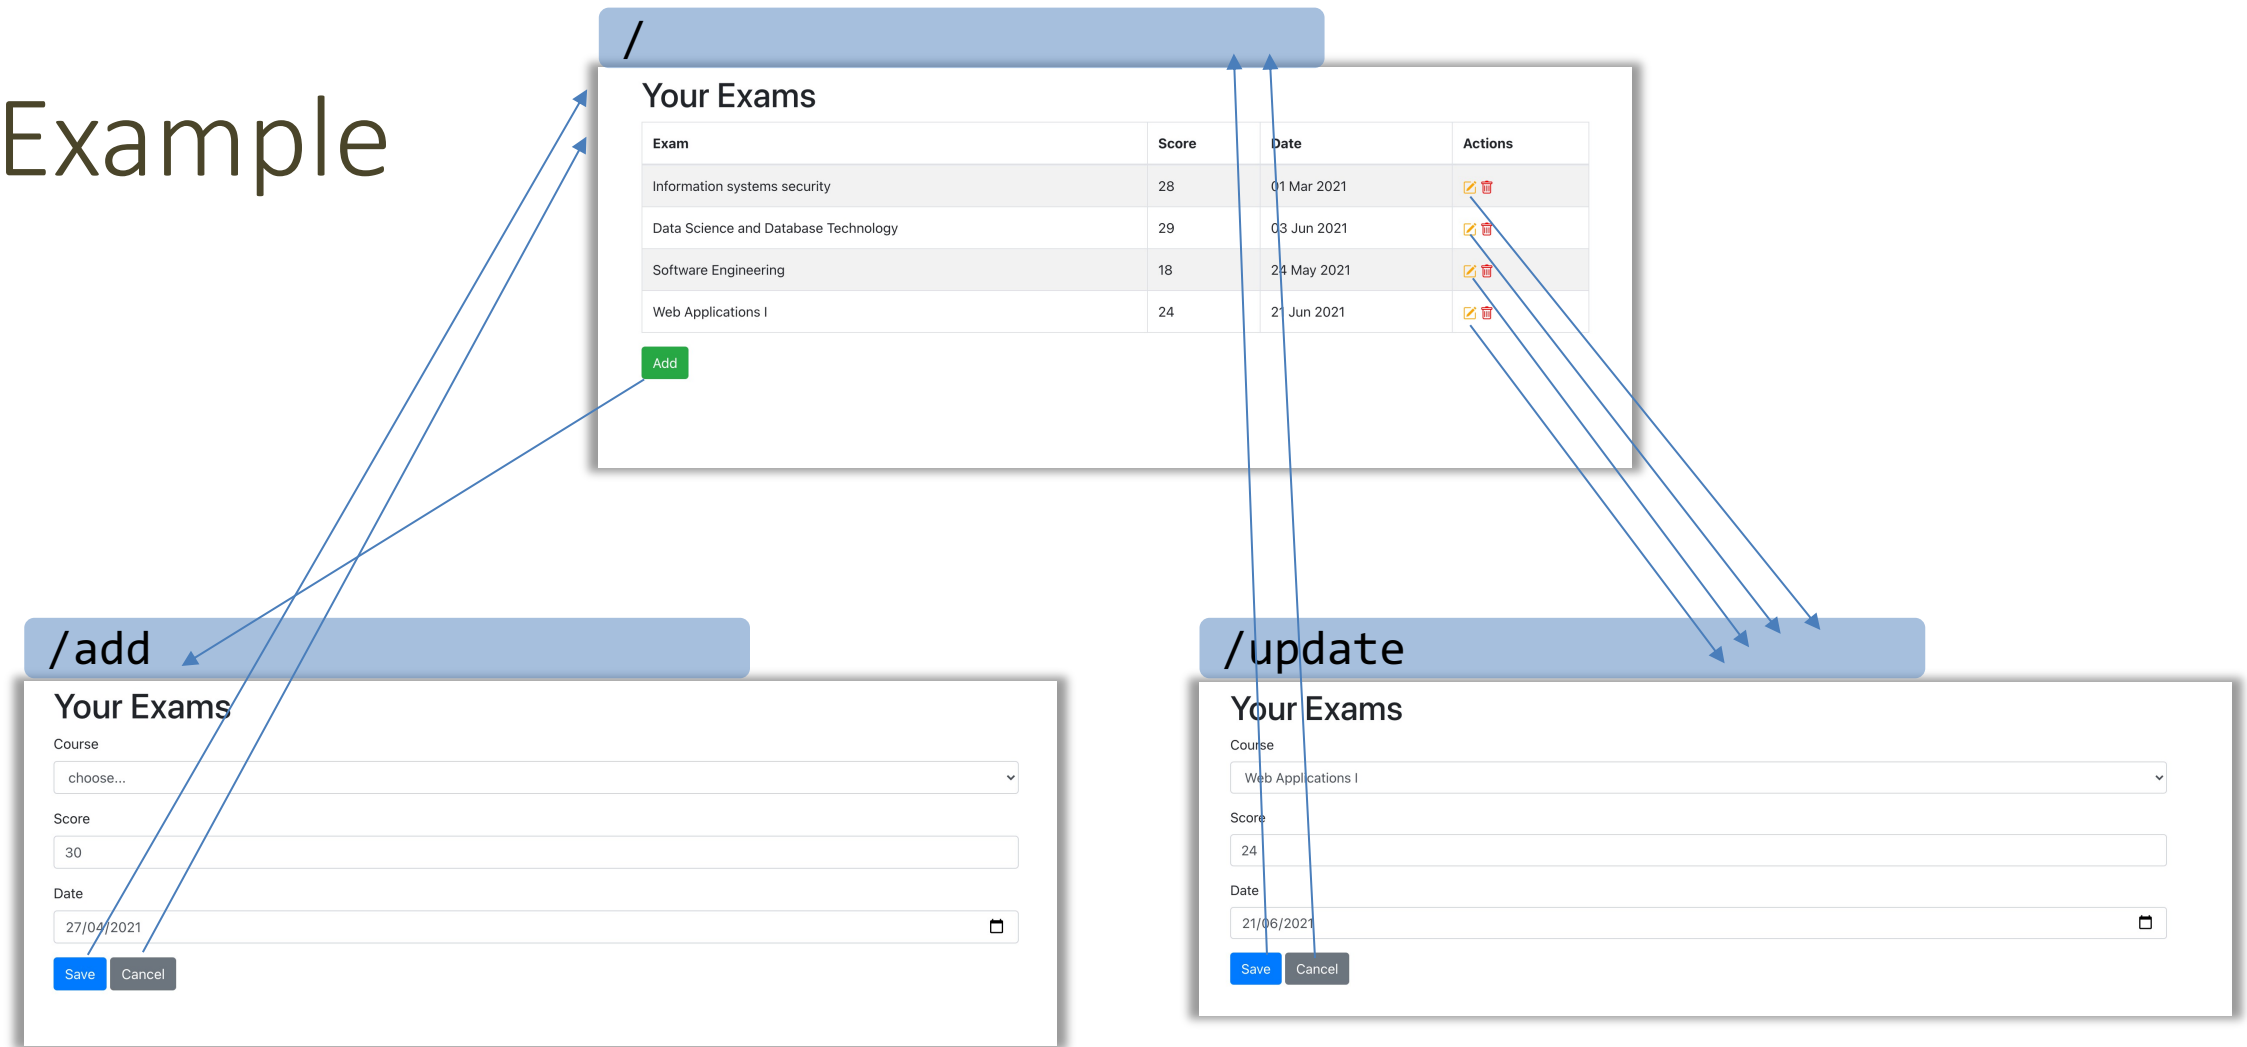 /
Example
Your Exams
Exam Score Date Actions
Information systems security 28 01 Mar 2021
Data Science and Database Technology 29 03 Jun 2021
Software Engineering 18 24 May 2021
Web Applications I 24 21 Jun 2021
Add
/add
Your Exams
Course
choose...
Score
30
Date
27/04/2021
Save Cancel
/update
Your Exams
Course
Web Applications I
Score
24
Date
21/06/2021
Save Cancel